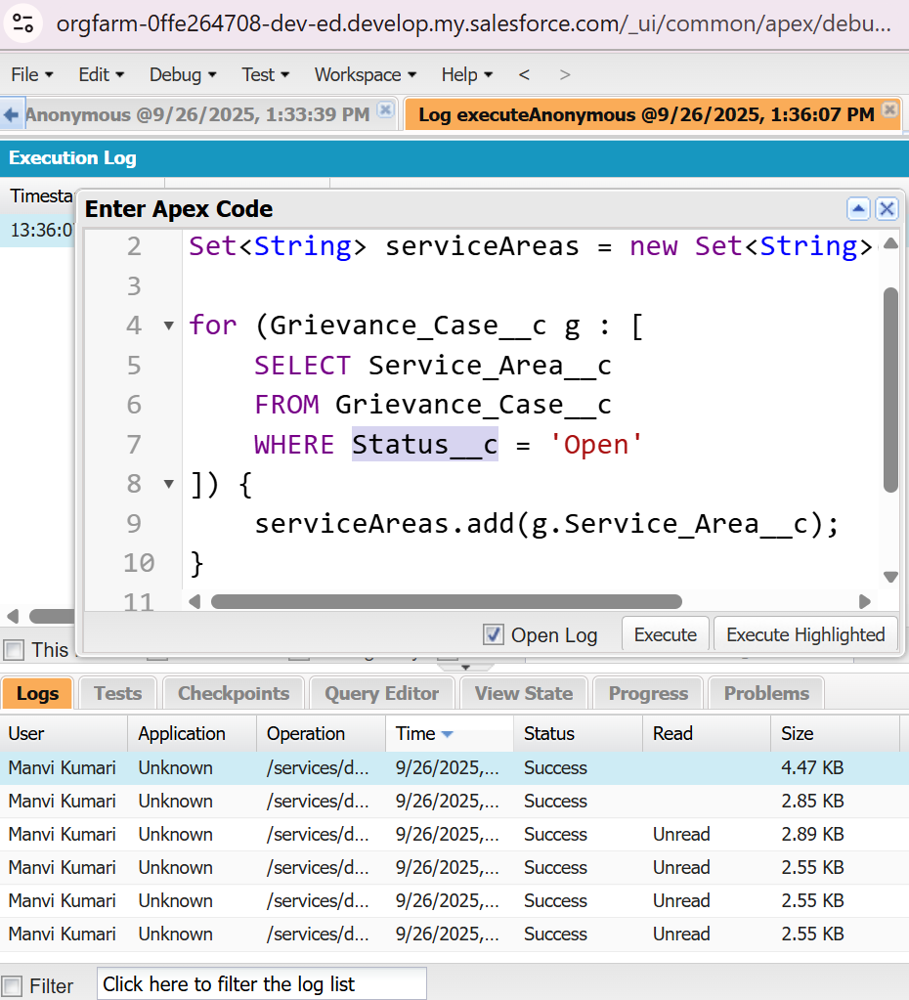 orgfarm-0ffe264708-dev-ed.develop.my.salesforce.com/_ui/common/apex/debu...
File Edit Debug Test Workspace Help < >
Anonymous @9/26/2025, 1:33:39 PM Log executeAnonymous @9/26/2025, 1:36:07 PM
Execution Log
Timesta
13:36:0
Enter Apex Code
2 Set<String> serviceAreas = new Set<String>
3
4 for (Grievance_Case__c g : [
5 SELECT Service_Area__c
6 FROM Grievance_Case__c
7 WHERE Status__c = 'Open'
8 ]) {
9 serviceAreas.add(g.Service_Area__c);
10 }
11
Open Log Execute Execute Highlighted
This
Logs Tests Checkpoints Query Editor View State Progress Problems
User Application Operation Time Status Read Size
Manvi Kumari Unknown /services/d... 9/26/2025,... Success 4.47 KB
Manvi Kumari Unknown /services/d... 9/26/2025,... Success 2.85 KB
Manvi Kumari Unknown /services/d... 9/26/2025,... Success Unread 2.89 KB
Manvi Kumari Unknown /services/d... 9/26/2025,... Success Unread 2.55 KB
Manvi Kumari Unknown /services/d... 9/26/2025,... Success Unread 2.55 KB
Manvi Kumari Unknown /services/d... 9/26/2025,... Success Unread 2.55 KB
Filter Click here to filter the log list